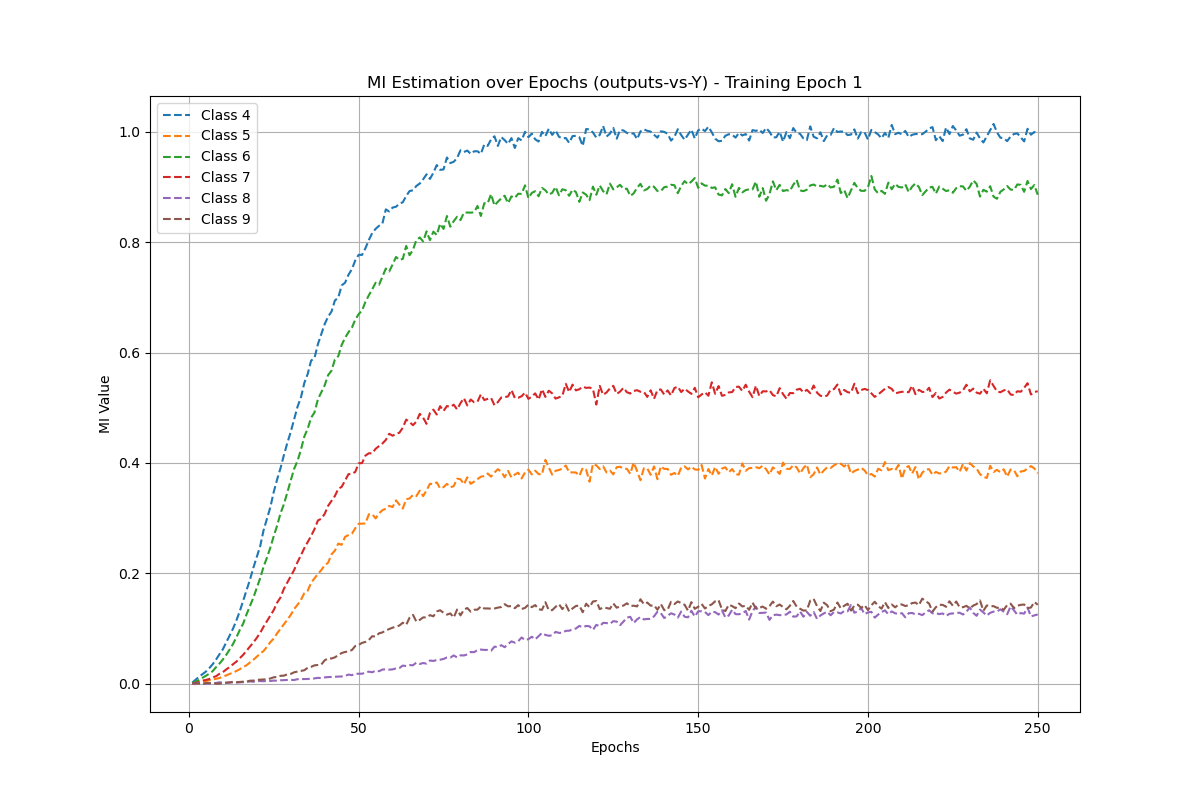 MI Estimation over Epochs (outputs-vs-Y) - Training Epoch 1
Class 4
Class 5
Class 6
Class 7
Class 8
Class 9
MI Value
1.0
0.8
0.6
0.4
0.2
0.0
0
50
100
150
200
250
Epochs